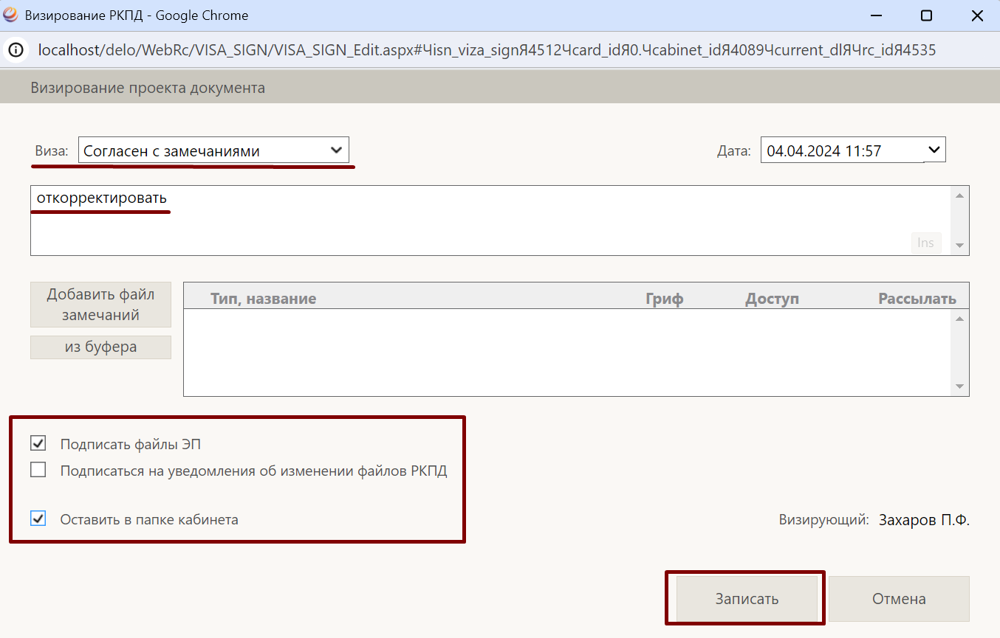 Визирование РКПД - Google Chrome
localhost/delo/WebRc/VISA_SIGN/VISA_SIGN_Edit.aspx#Чisn_viza_signЯ4512Чcard_idЯ0.Чcabinet_idЯ4089Чcurrent_dlЯЧrc_idЯ4535
Визирование проекта документа
Виза: Согласен с замечаниями Дата: 04.04.2024 11:57
откорректировать
Ins
Добавить файл
замечаний
из буфера
Тип, название Гриф Доступ Рассылать
Подписать файлы ЭП
Подписаться на уведомления об изменении файлов РКПД
Оставить в папке кабинета
Визирующий: Захаров П.Ф.
Записать Отмена